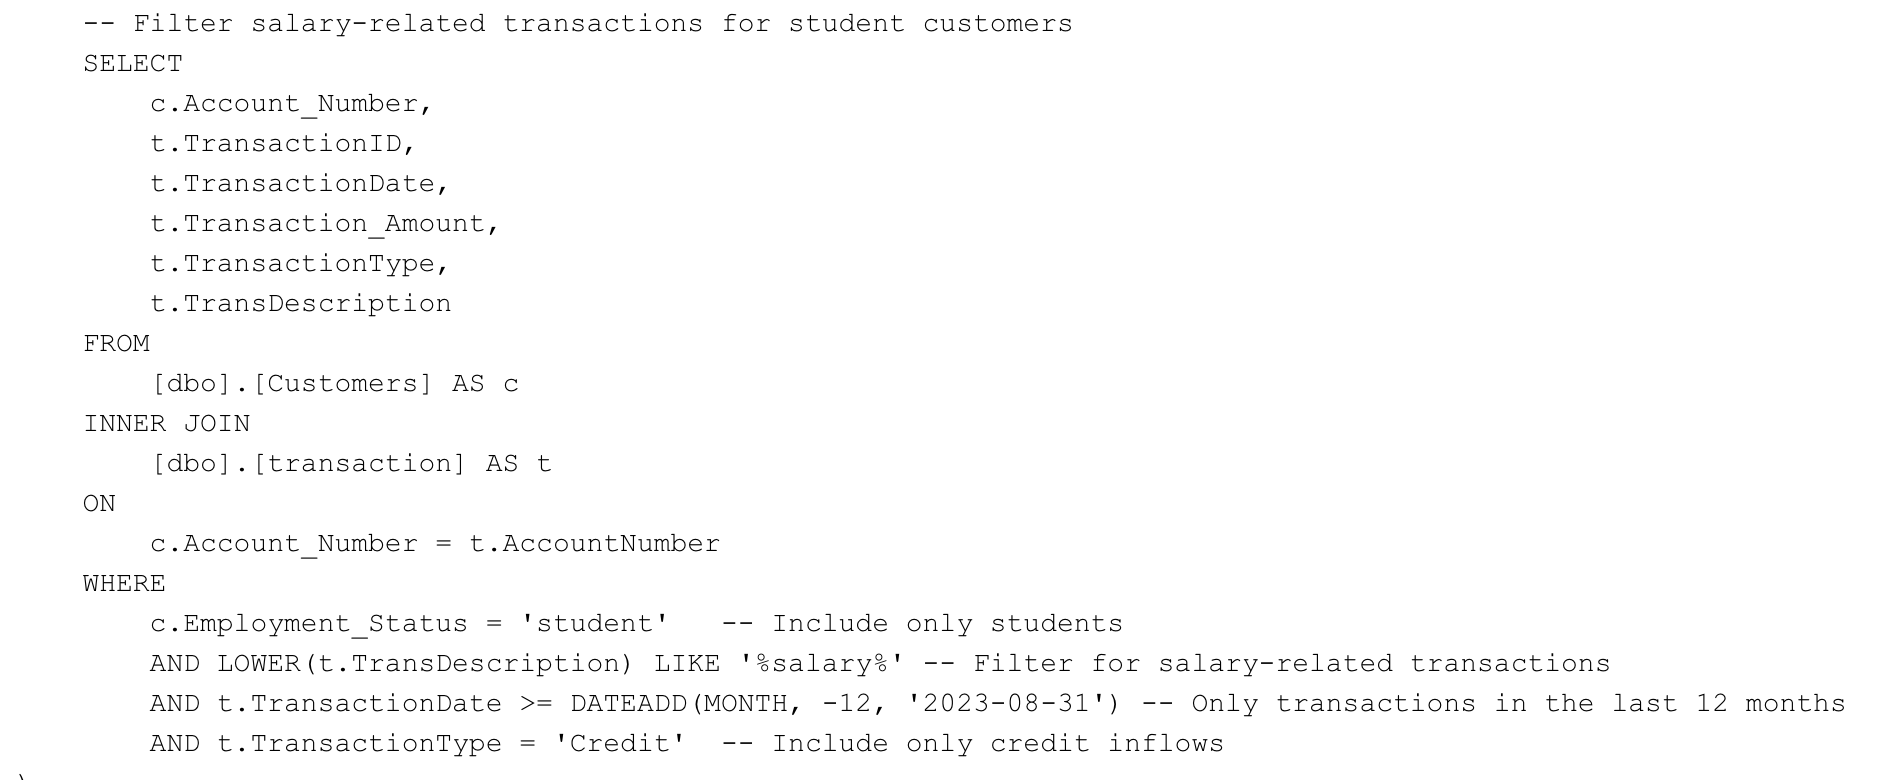 -- Filter salary-related transactions for student customers
SELECT
c.Account_Number,
t.TransactionID,
t.TransactionDate,
t.Transaction_Amount,
t.TransactionType,
t.TransDescription
FROM
[dbo].[Customers] AS c
INNER JOIN
[dbo].[transaction] AS t
ON
c.Account_Number = t.AccountNumber
WHERE
c.Employment_Status = 'student'   -- Include only students
AND LOWER(t.TransDescription) LIKE '%salary%' -- Filter for salary-related transactions
AND t.TransactionDate >= DATEADD(MONTH, -12, '2023-08-31') -- Only transactions in the last 12 months
AND t.TransactionType = 'Credit'  -- Include only credit inflows